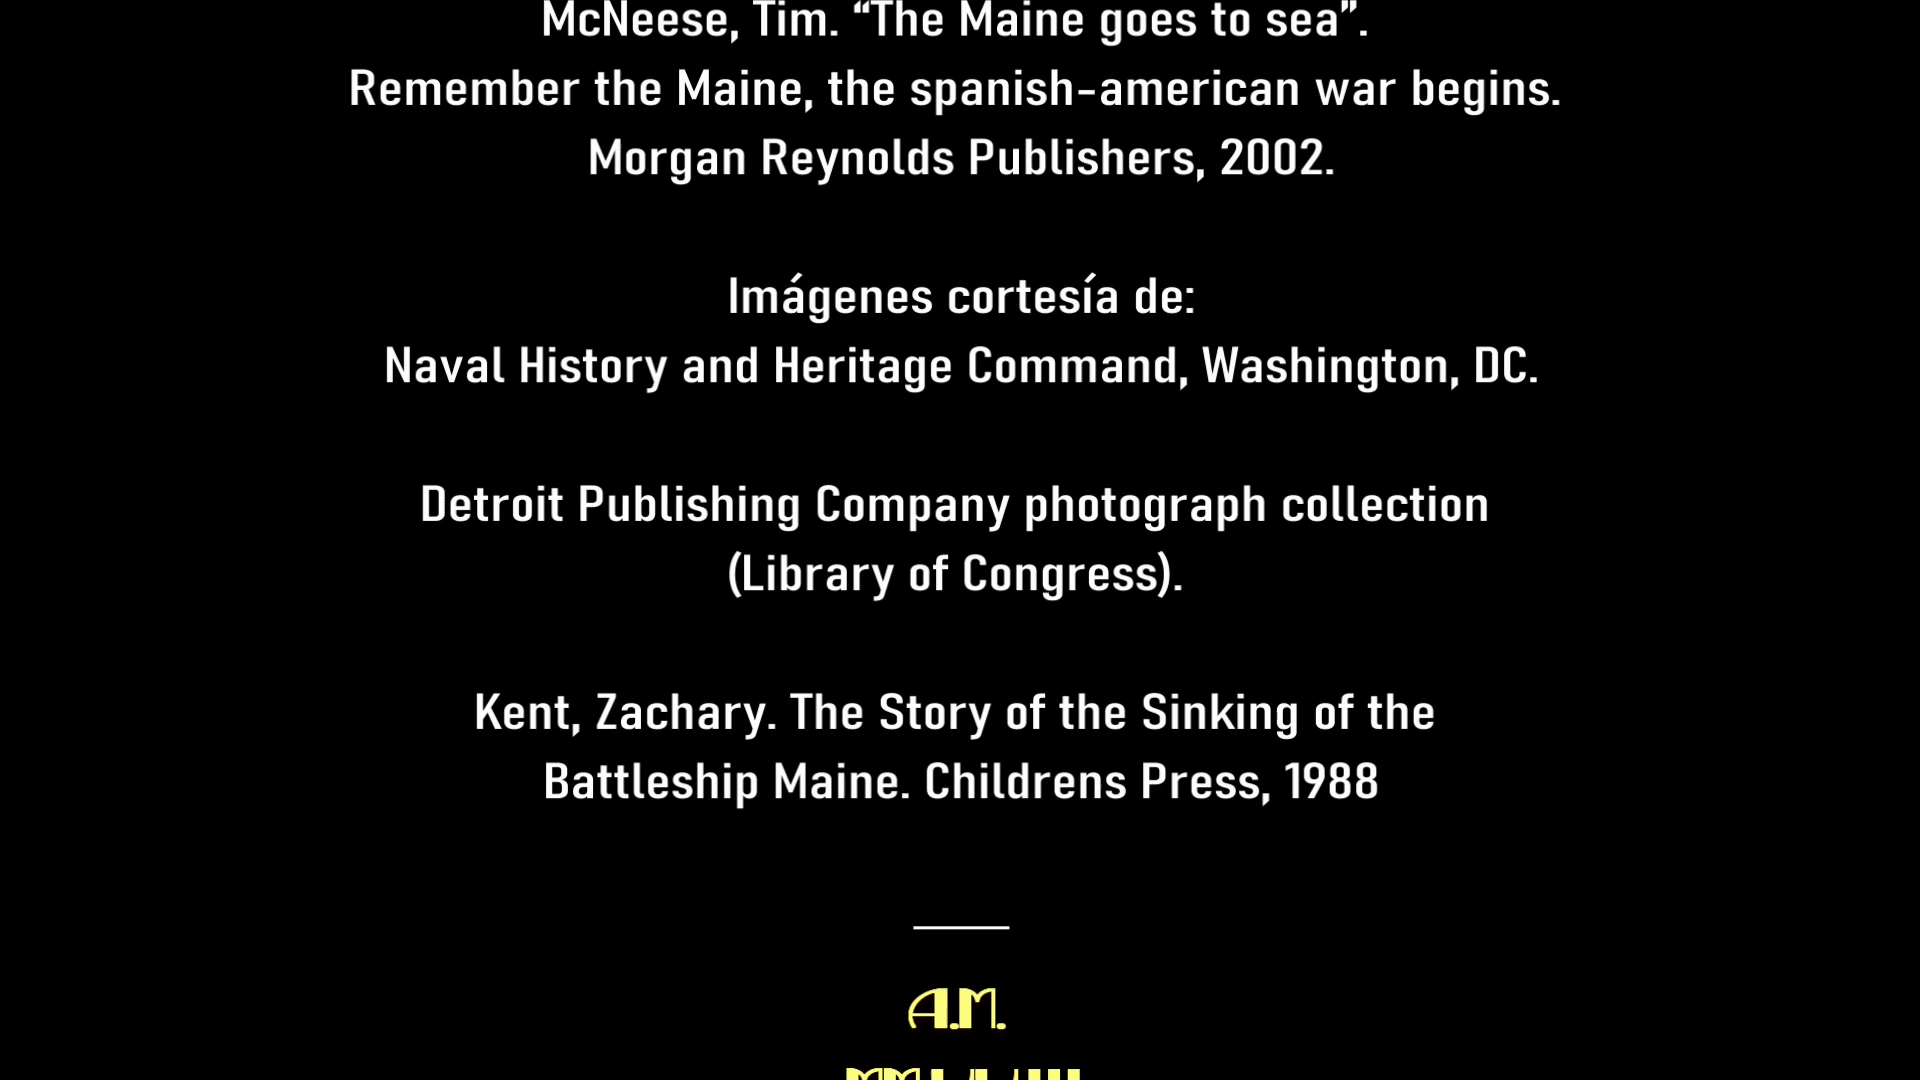 McNeese, Tim. “The Maine goes to sea”.
Remember the Maine, the spanish-american war begins.
Morgan Reynolds Publishers, 2002.
Imágenes cortesía de:
Naval History and Heritage Command, Washington, DC.
Detroit Publishing Company photograph collection
(Library of Congress).
Kent, Zachary. The Story of the Sinking of the
Battleship Maine. Childrens Press, 1988
A.M.